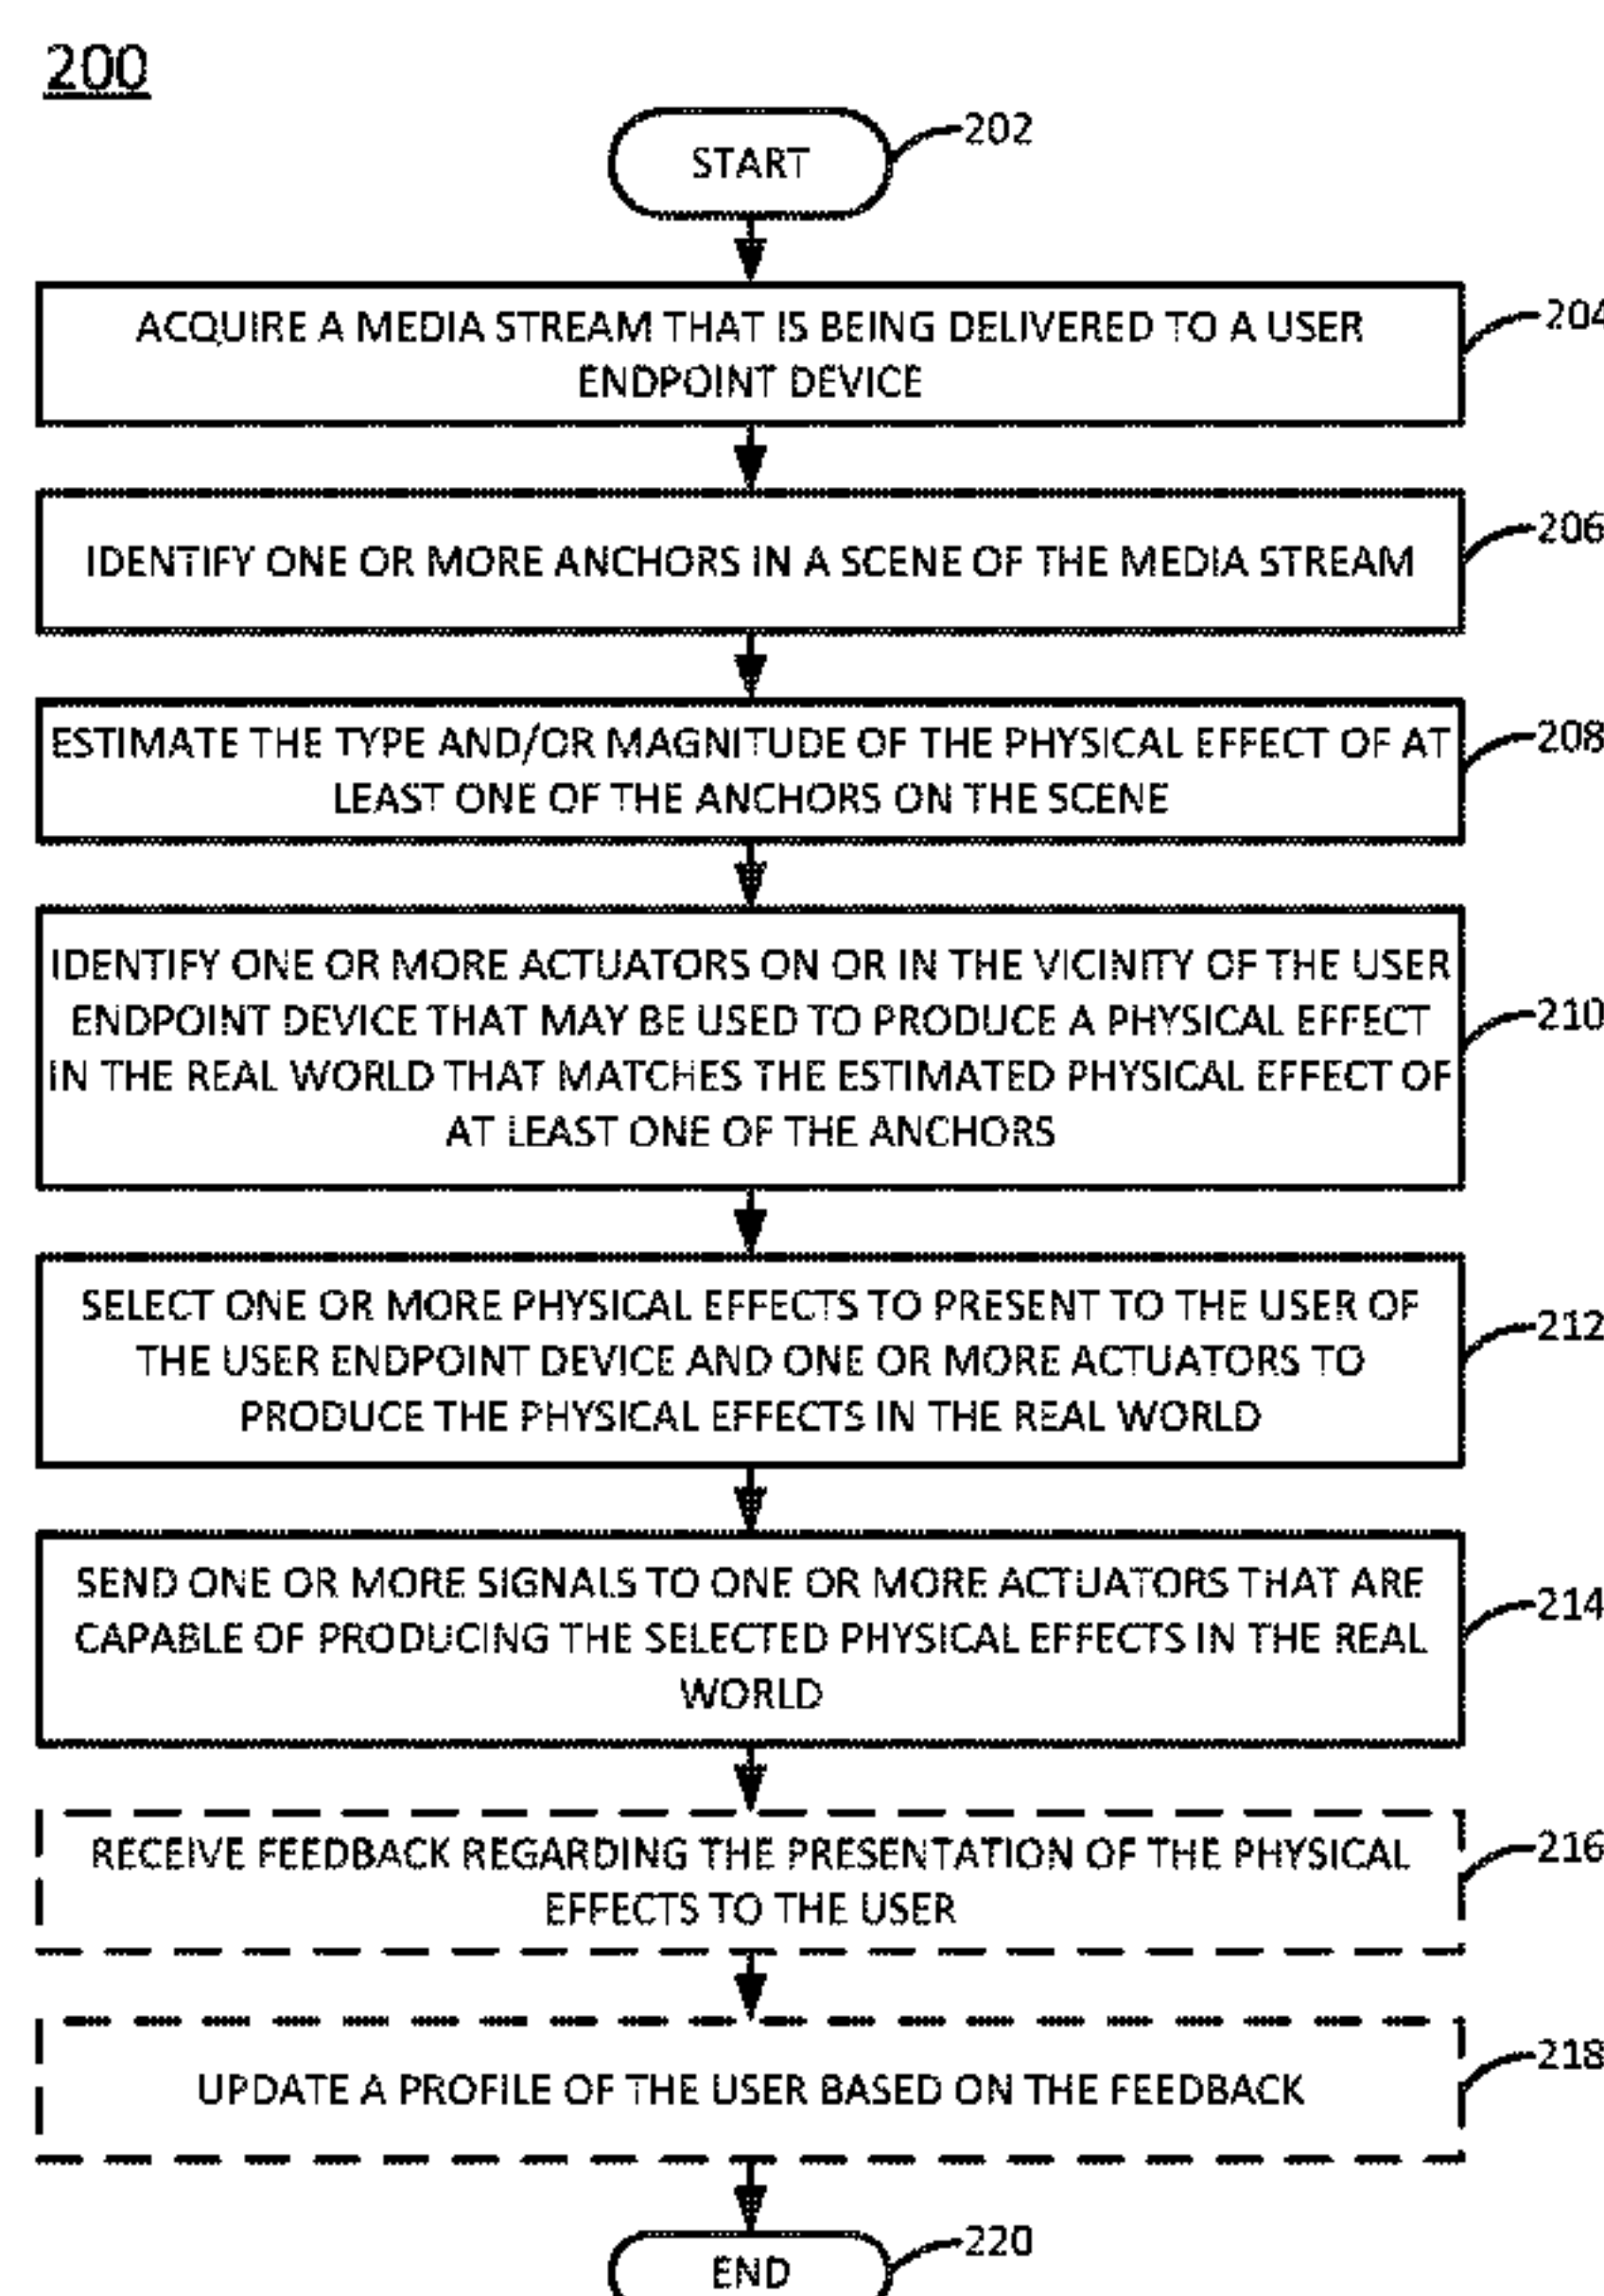 200
START
202
ACQUIRE A MEDIA STREAM THAT IS BEING DELIVERED TO A USER
ENDPOINT DEVICE
204
IDENTIFY ONE OR MORE ANCHORS IN A SCENE OF THE MEDIA STREAM
206
ESTIMATE THE TYPE AND/OR MAGNITUDE OF THE PHYSICAL EFFECT OF AT
LEAST ONE OF THE ANCHORS ON THE SCENE
208
IDENTIFY ONE OR MORE ACTUATORS ON OR IN THE VICINITY OF THE USER
ENDPOINT DEVICE THAT MAY BE USED TO PRODUCE A PHYSICAL EFFECT
IN THE REAL WORLD THAT MATCHES THE ESTIMATED PHYSICAL EFFECT OF
AT LEAST ONE OF THE ANCHORS
210
SELECT ONE OR MORE PHYSICAL EFFECTS TO PRESENT TO THE USER OF
THE USER ENDPOINT DEVICE AND ONE OR MORE ACTUATORS TO
PRODUCE THE PHYSICAL EFFECTS IN THE REAL WORLD
212
SEND ONE OR MORE SIGNALS TO ONE OR MORE ACTUATORS THAT ARE
CAPABLE OF PRODUCING THE SELECTED PHYSICAL EFFECTS IN THE REAL
WORLD
214
RECEIVE FEEDBACK REGARDING THE PRESENTATION OF THE PHYSICAL
EFFECTS TO THE USER
216
UPDATE A PROFILE OF THE USER BASED ON THE FEEDBACK
218
END
220